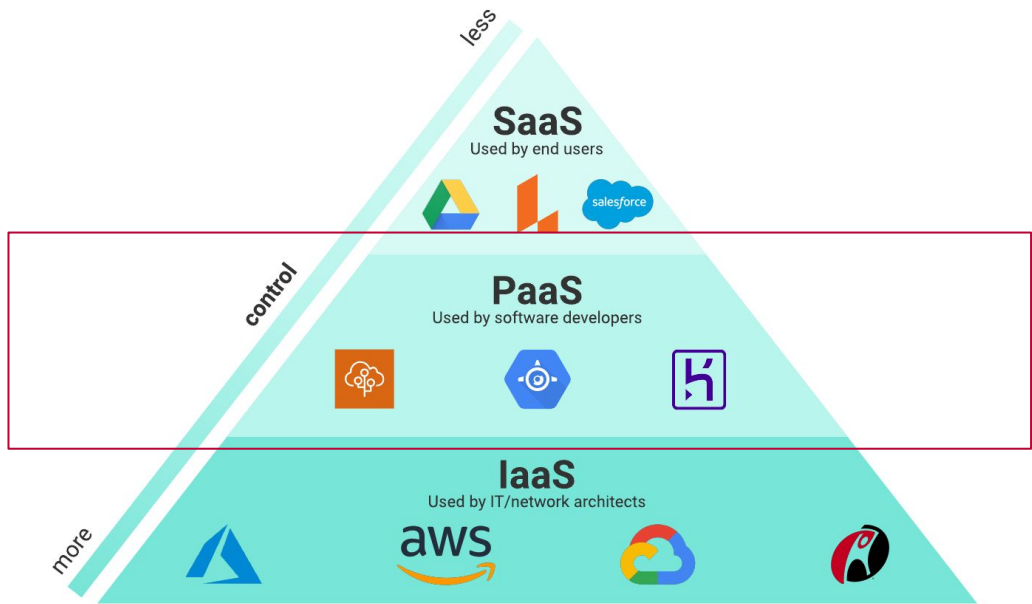 less
SaaS
Used by end users
salesforce
control
PaaS
Used by software developers
IaaS
Used by IT/network architects
more
aws